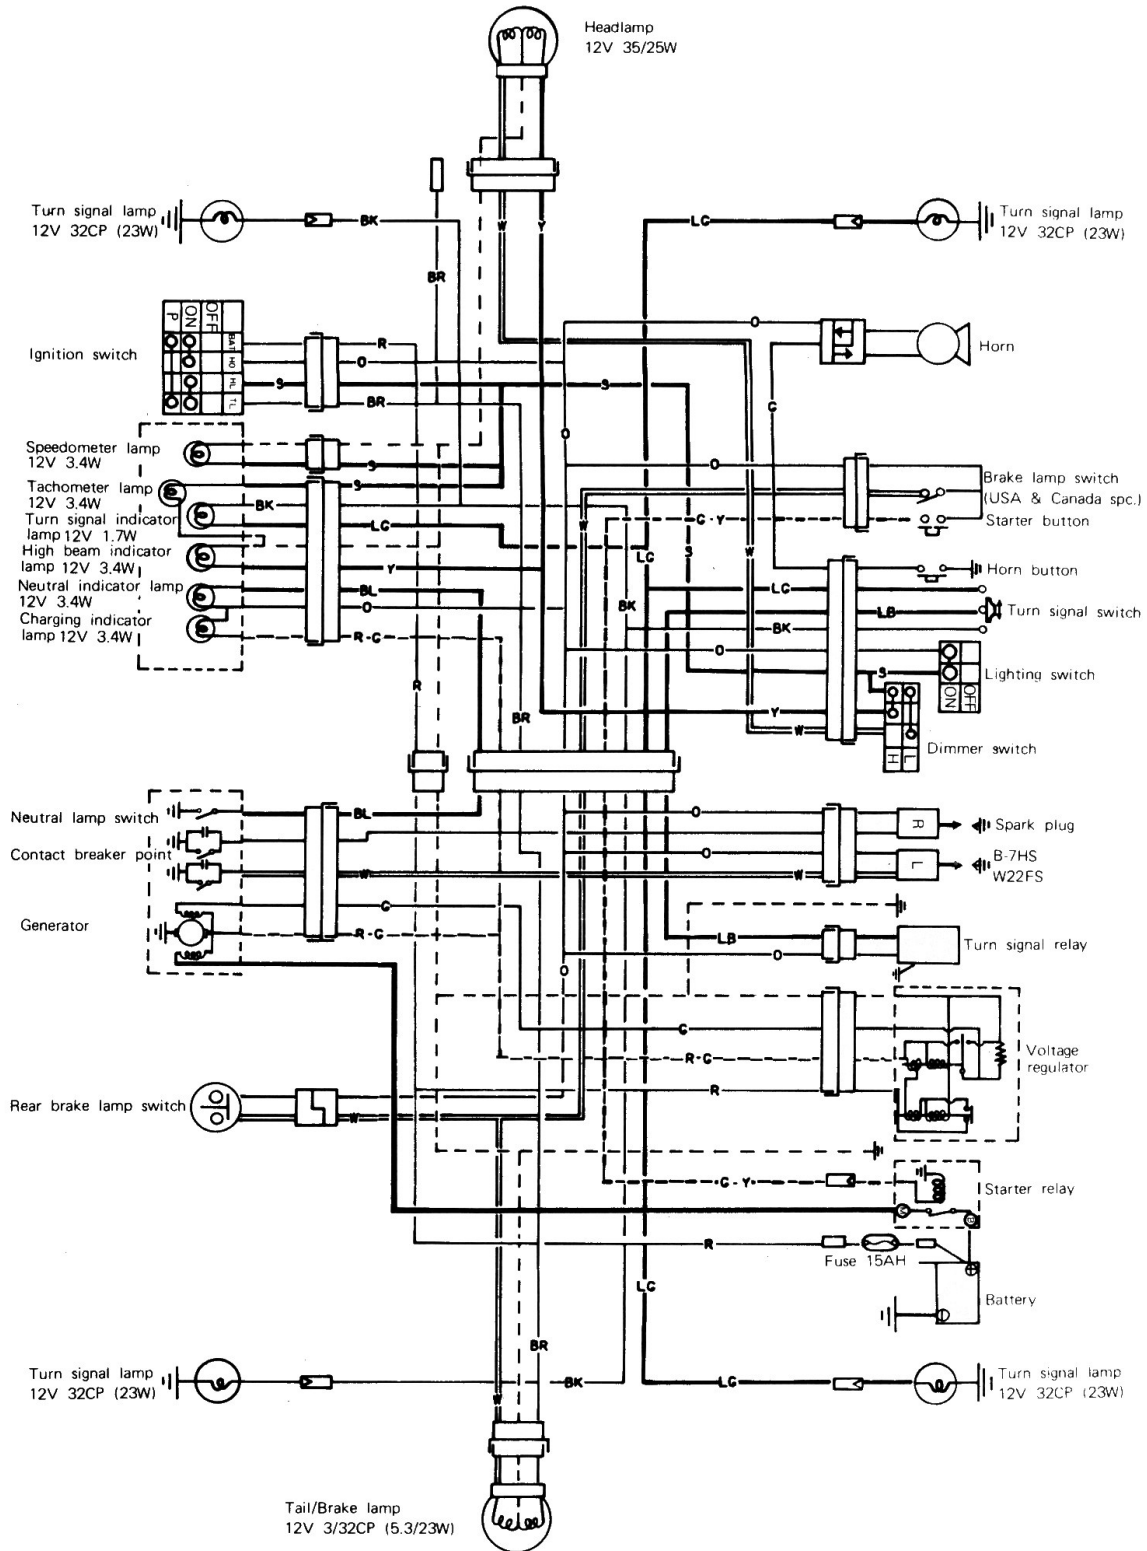 Headlamp
12V 35/25W
Turn signal lamp
12V 32CP (23W)
BK
LG
Turn signal lamp
12V 32CP (23W)
W
Y
BR
Ignition switch
P
ON
OFF
BAT
HO
HL
TL
R
O
S
BR
O
S
Horn
G
O
Speedometer lamp
12V 3.4W
S
O
Tachometer lamp
12V 3.4W
S
BK
Brake lamp switch
(USA & Canada spc.)
Turn signal indicator
lamp 12V 1.7W
LG
W
G-Y
Starter button
High beam indicator
lamp 12V 3.4W
Y
LG
S
W
Horn button
Neutral indicator lamp
12V 3.4W
BL
O
LG
BK
LB
Turn signal switch
Charging indicator
lamp 12V 3.4W
R-G
BK
O
S
Lighting switch
ON
OFF
R
BR
Y
W
Dimmer switch
H
L
Neutral lamp switch
BL
O
R
Spark plug
Contact breaker point
W
O
W
L
B-7HS
W22FS
G
Generator
R-G
LB
O
Turn signal relay
O
G
R-G
Voltage
regulator
R
Rear brake lamp switch
W
G-Y
Starter relay
M
B
R
Fuse 15AH
LG
Battery
BR
Turn signal lamp
12V 32CP (23W)
BK
LG
Turn signal lamp
12V 32CP (23W)
W
Tail/Brake lamp
12V 3/32CP (5.3/23W)